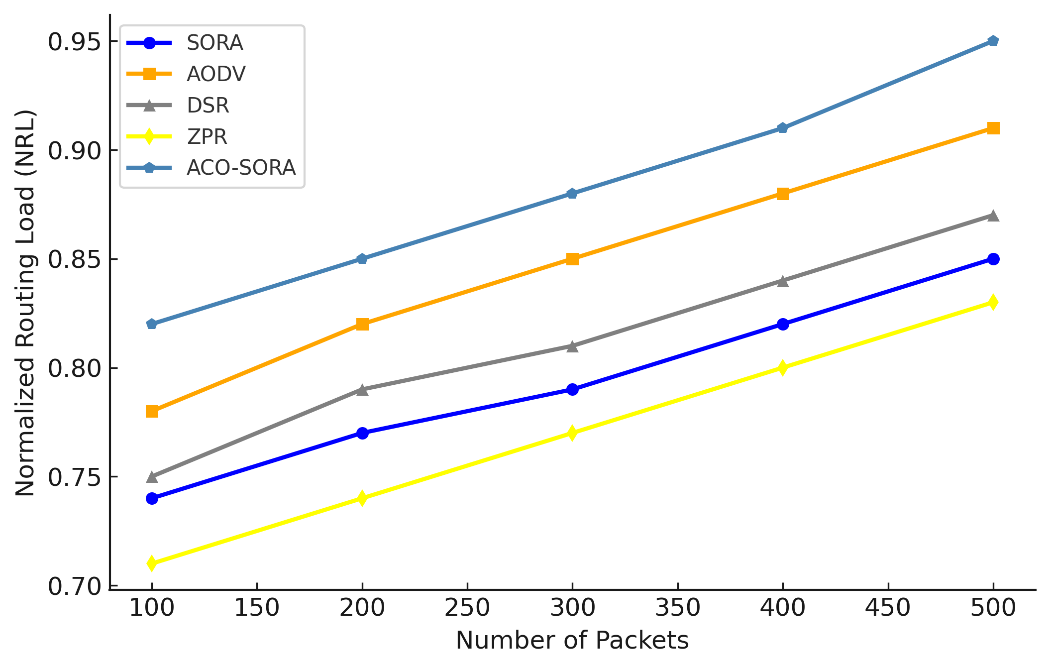 SORA
AODV
DSR
ZPR
ACO-SORA
Normalized Routing Load (NRL)
0.95
0.90
0.85
0.80
0.75
0.70
100 150 200 250 300 350 400 450 500
Number of Packets